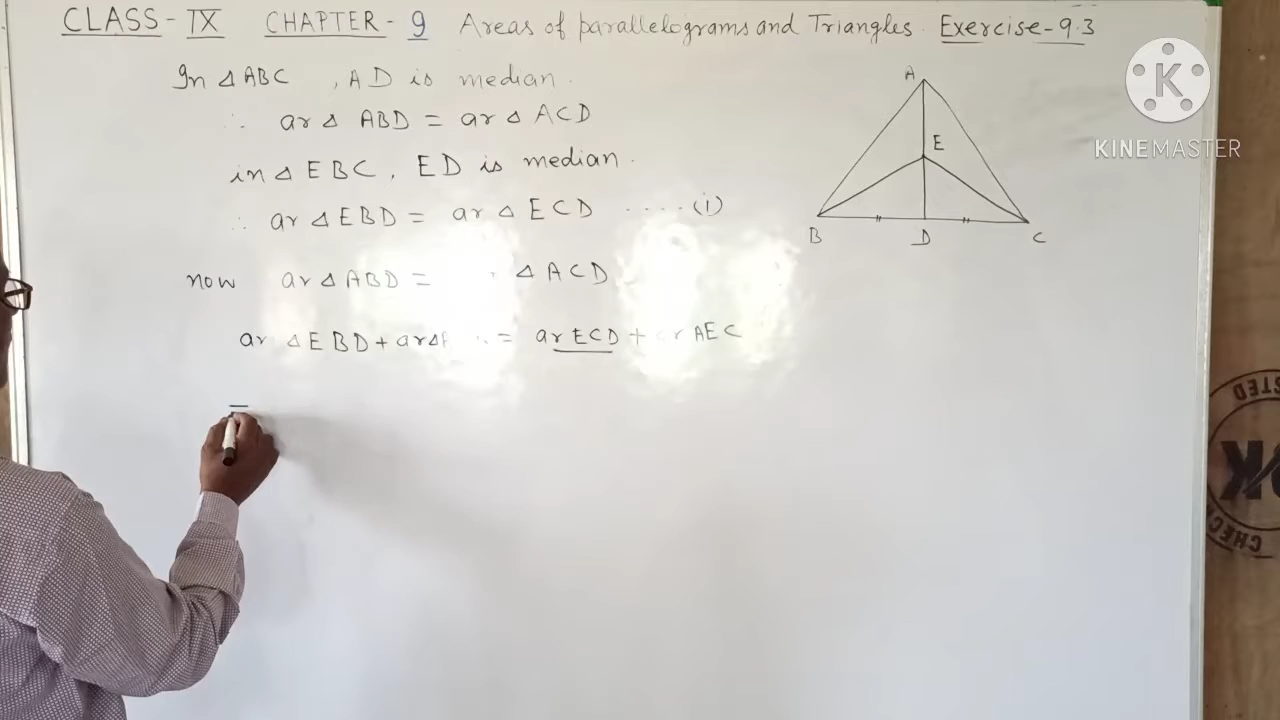 CLASS- IX CHAPTER- 9 Areas of parallelograms and Triangles. Exercise-9.3
In △ABC , AD is median.
∴ ar △ ABD = ar △ ACD
in △ EBC, ED is median.
∴ ar △ EBD = ar △ ECD .....(i)
now ar △ ABD = △ ACD
ar △ EBD + ar△ = ar ECD + ar AEC
A
E
B D C
K
KINEMASTER
CHECK